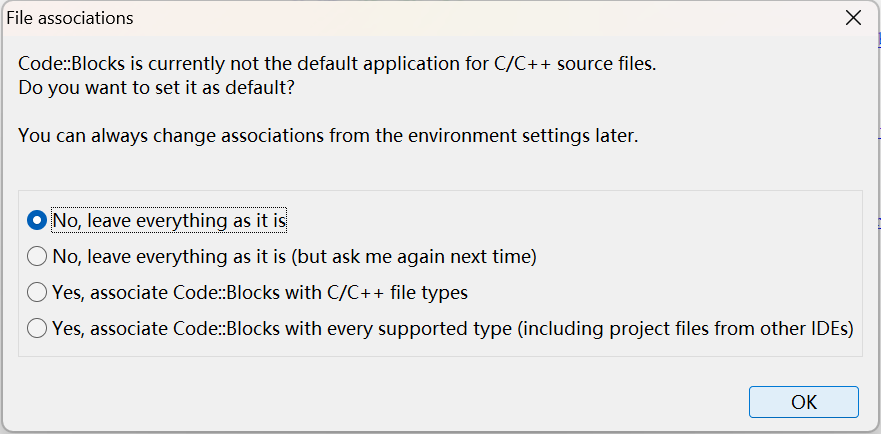 File associations
Code::Blocks is currently not the default application for C/C++ source files.
Do you want to set it as default?
You can always change associations from the environment settings later.
No, leave everything as it is
No, leave everything as it is (but ask me again next time)
Yes, associate Code::Blocks with C/C++ file types
Yes, associate Code::Blocks with every supported type (including project files from other IDEs)
OK